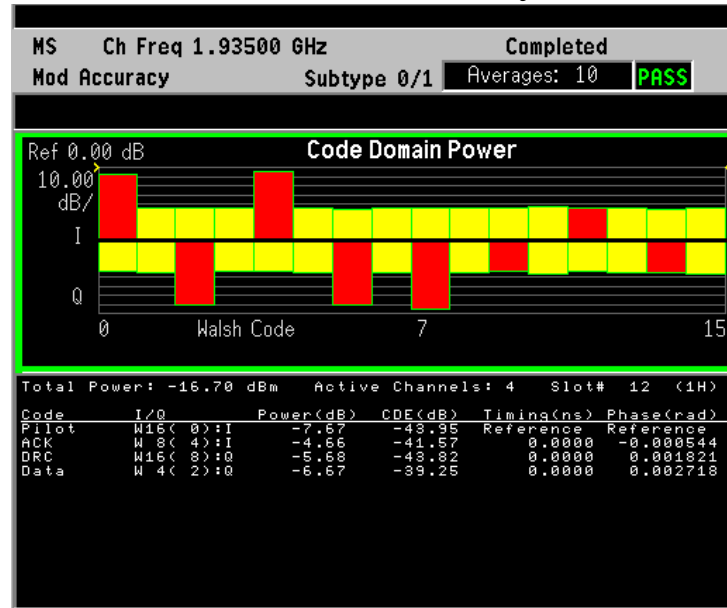 MS Ch Freq 1.93500 GHz Completed
Mod Accuracy Subtype 0/1 Averages: 10 PASS
Ref 0.00 dB Code Domain Power
10.00
dB/
I
Q
0 Walsh Code 7 15
Total Power: -16.70 dBm Active Channels: 4 Slot# 12 (1H)
Code I/Q Power(dB) CDE(dB) Timing(ns) Phase(rad)
Pilot W16( 0):I -7.67 -43.95 Reference Reference
ACK W 8( 4):I -4.66 -41.57 0.0000 -0.000544
DRC W16( 8):Q -5.68 -43.82 0.0000 0.001821
Data W 4( 2):Q -6.67 -39.25 0.0000 0.002718